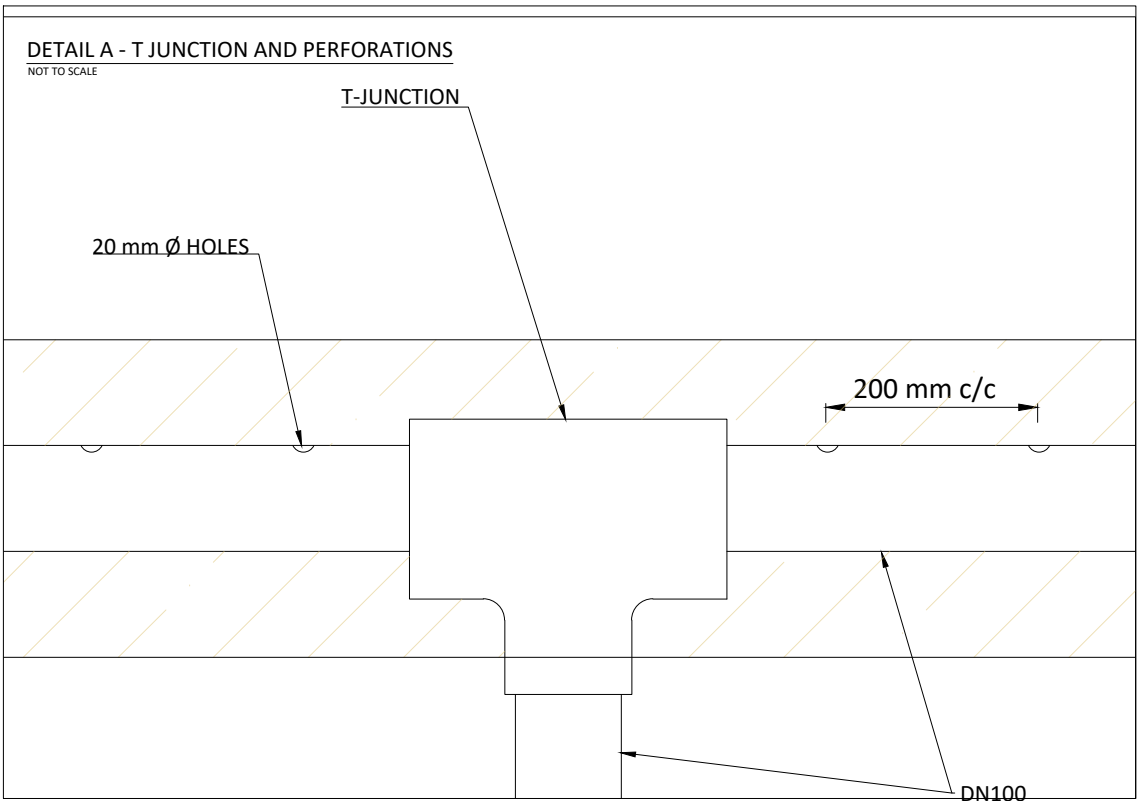 DETAIL A - T JUNCTION AND PERFORATIONS
NOT TO SCALE
T-JUNCTION
20 mm Ø HOLES
200 mm c/c
DN100